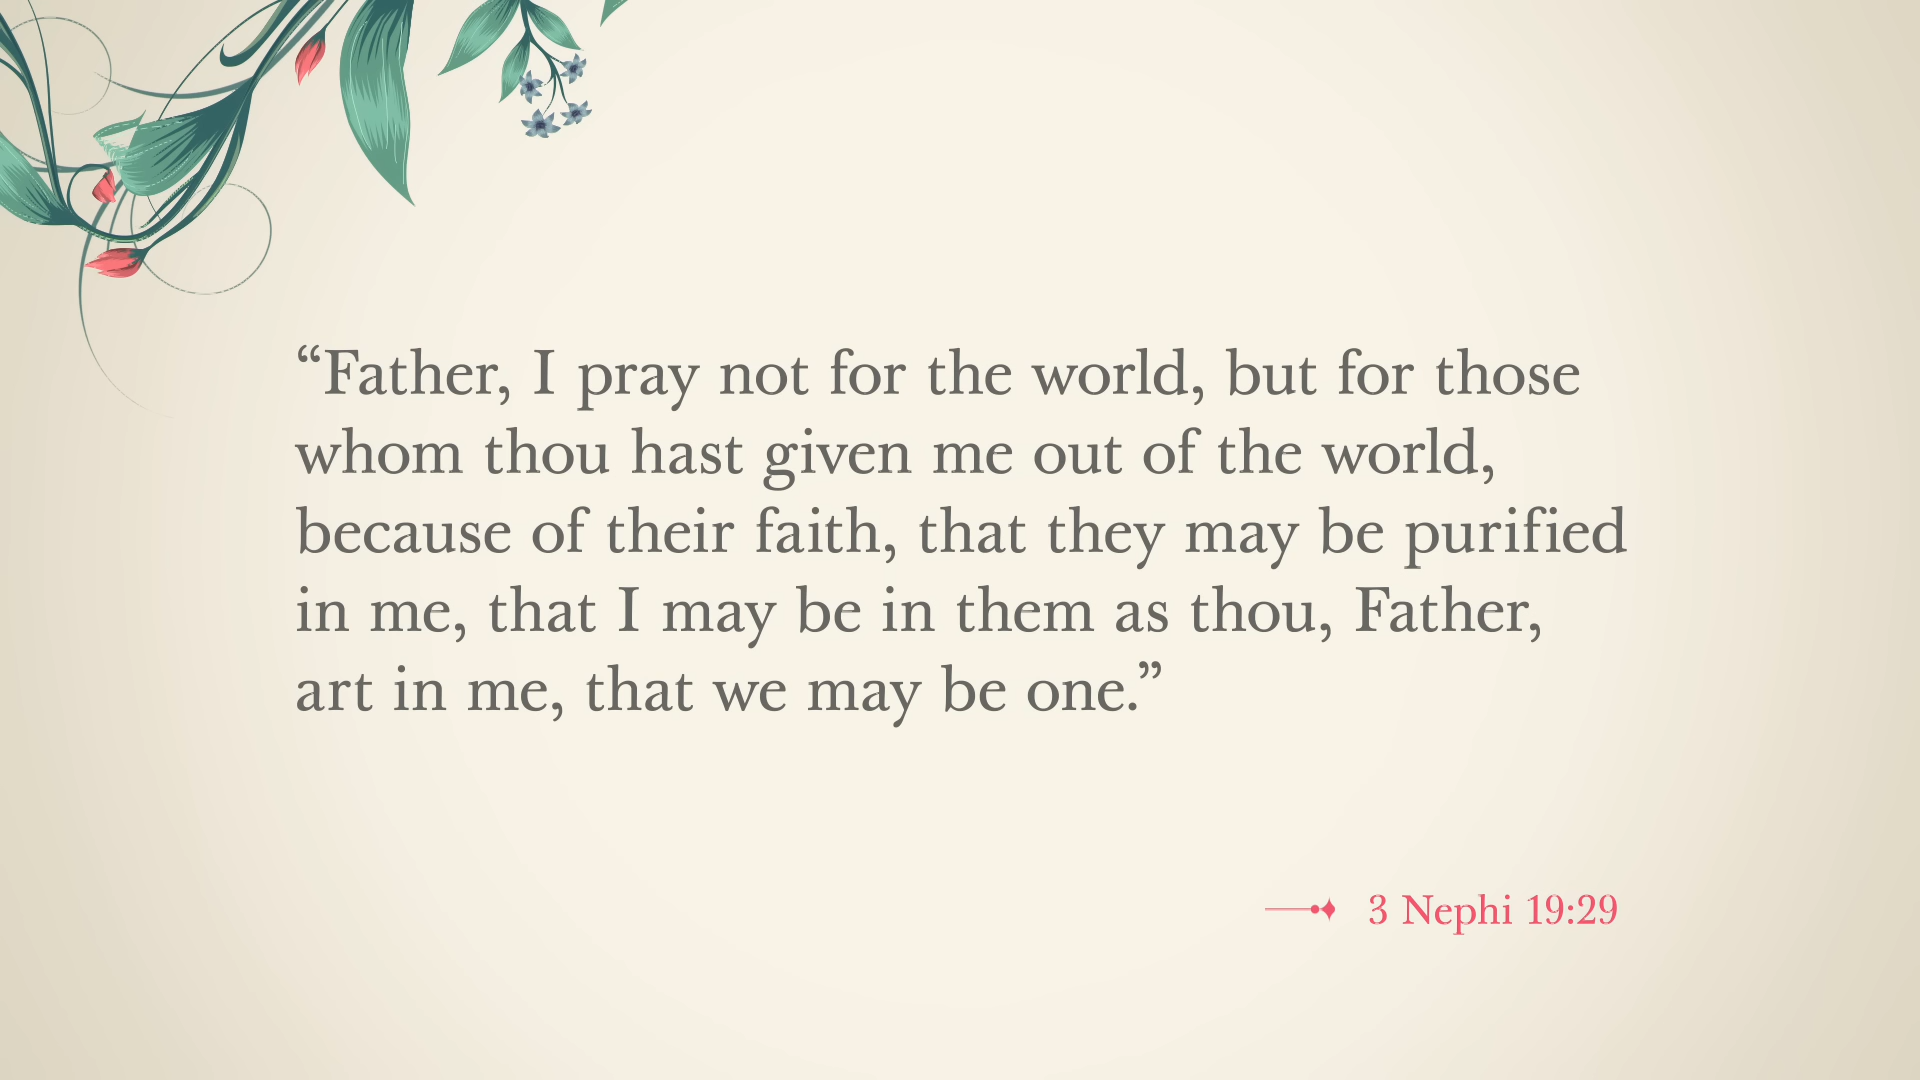 “Father, I pray not for the world, but for those
whom thou hast given me out of the world,
because of their faith, that they may be purified
in me, that I may be in them as thou, Father,
art in me, that we may be one.”
3 Nephi 19:29